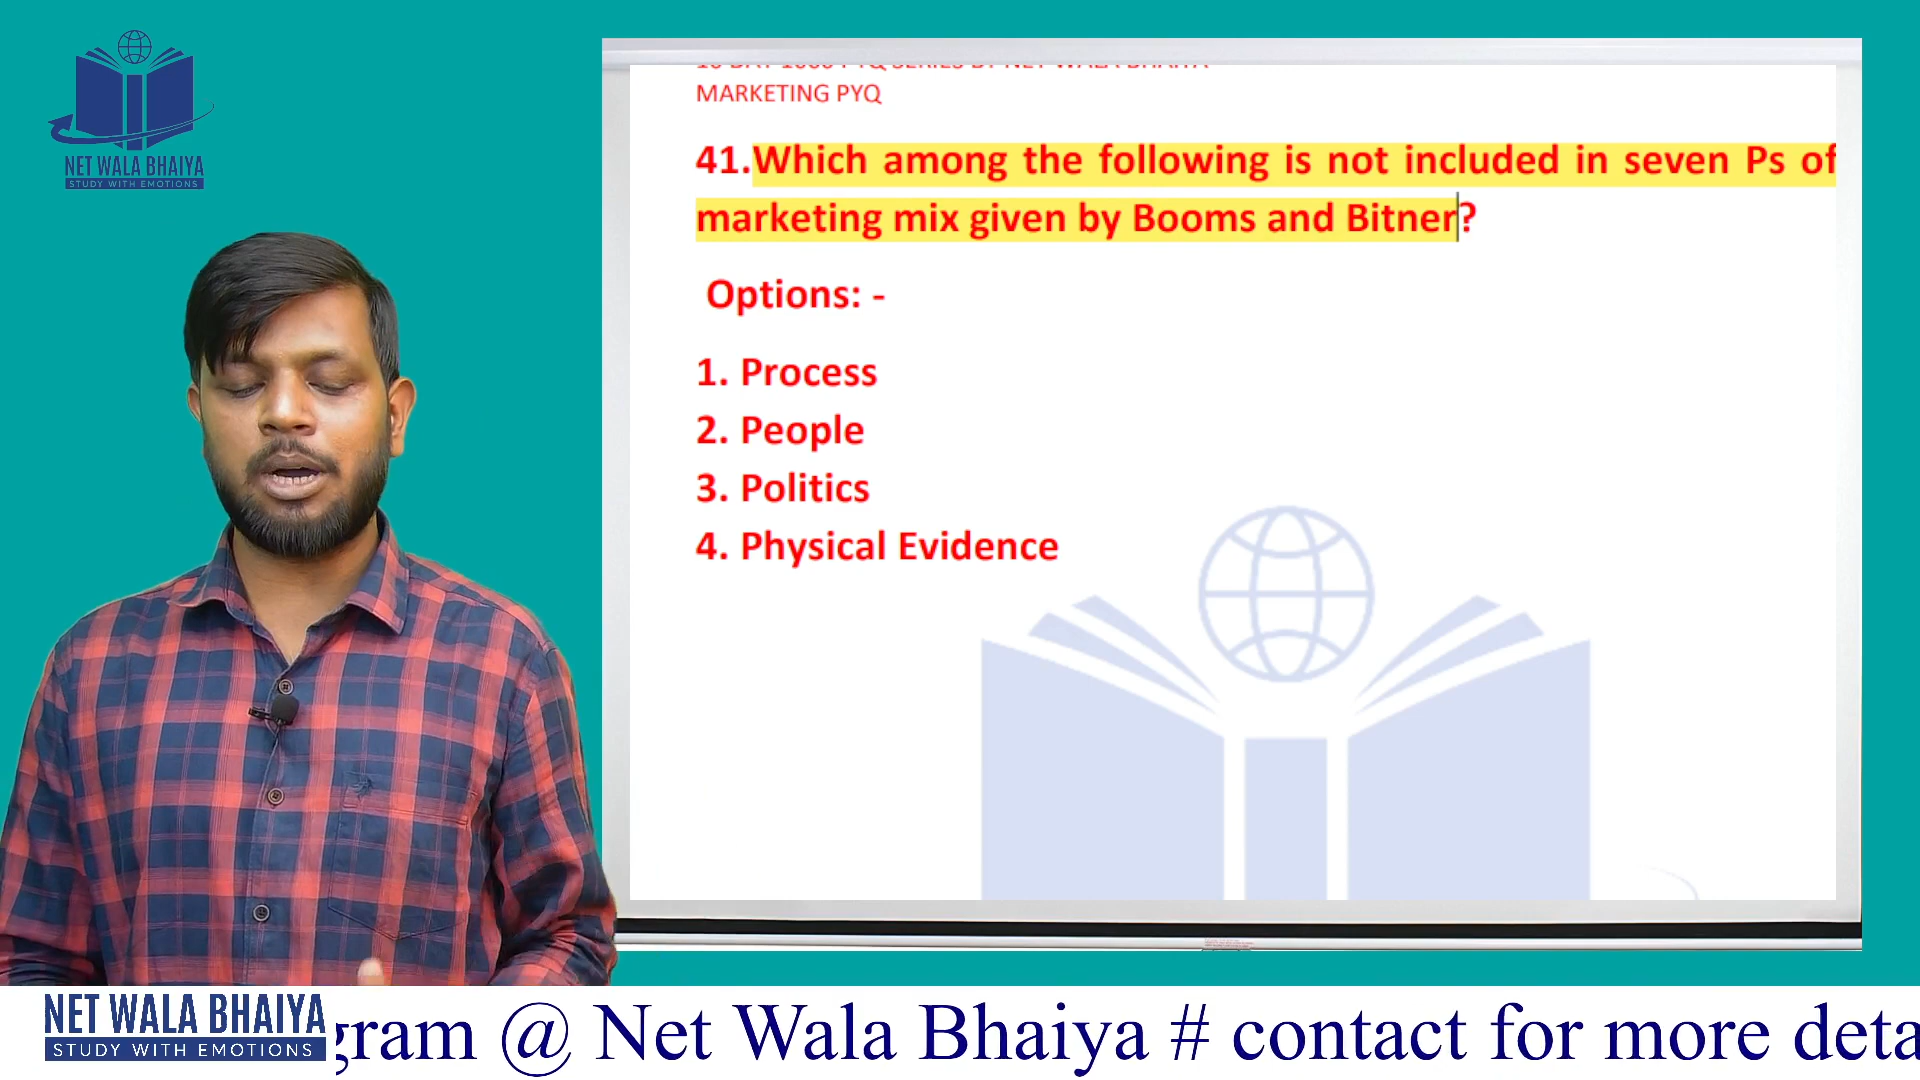 NET WALA BHAIYA
STUDY WITH EMOTIONS
MARKETING PYQ
41.Which among the following is not included in seven Ps of
marketing mix given by Booms and Bitner?
Options: -
1. Process
2. People
3. Politics
4. Physical Evidence
NET WALA BHAIYA
STUDY WITH EMOTIONS
gram @ Net Wala Bhaiya # contact for more deta